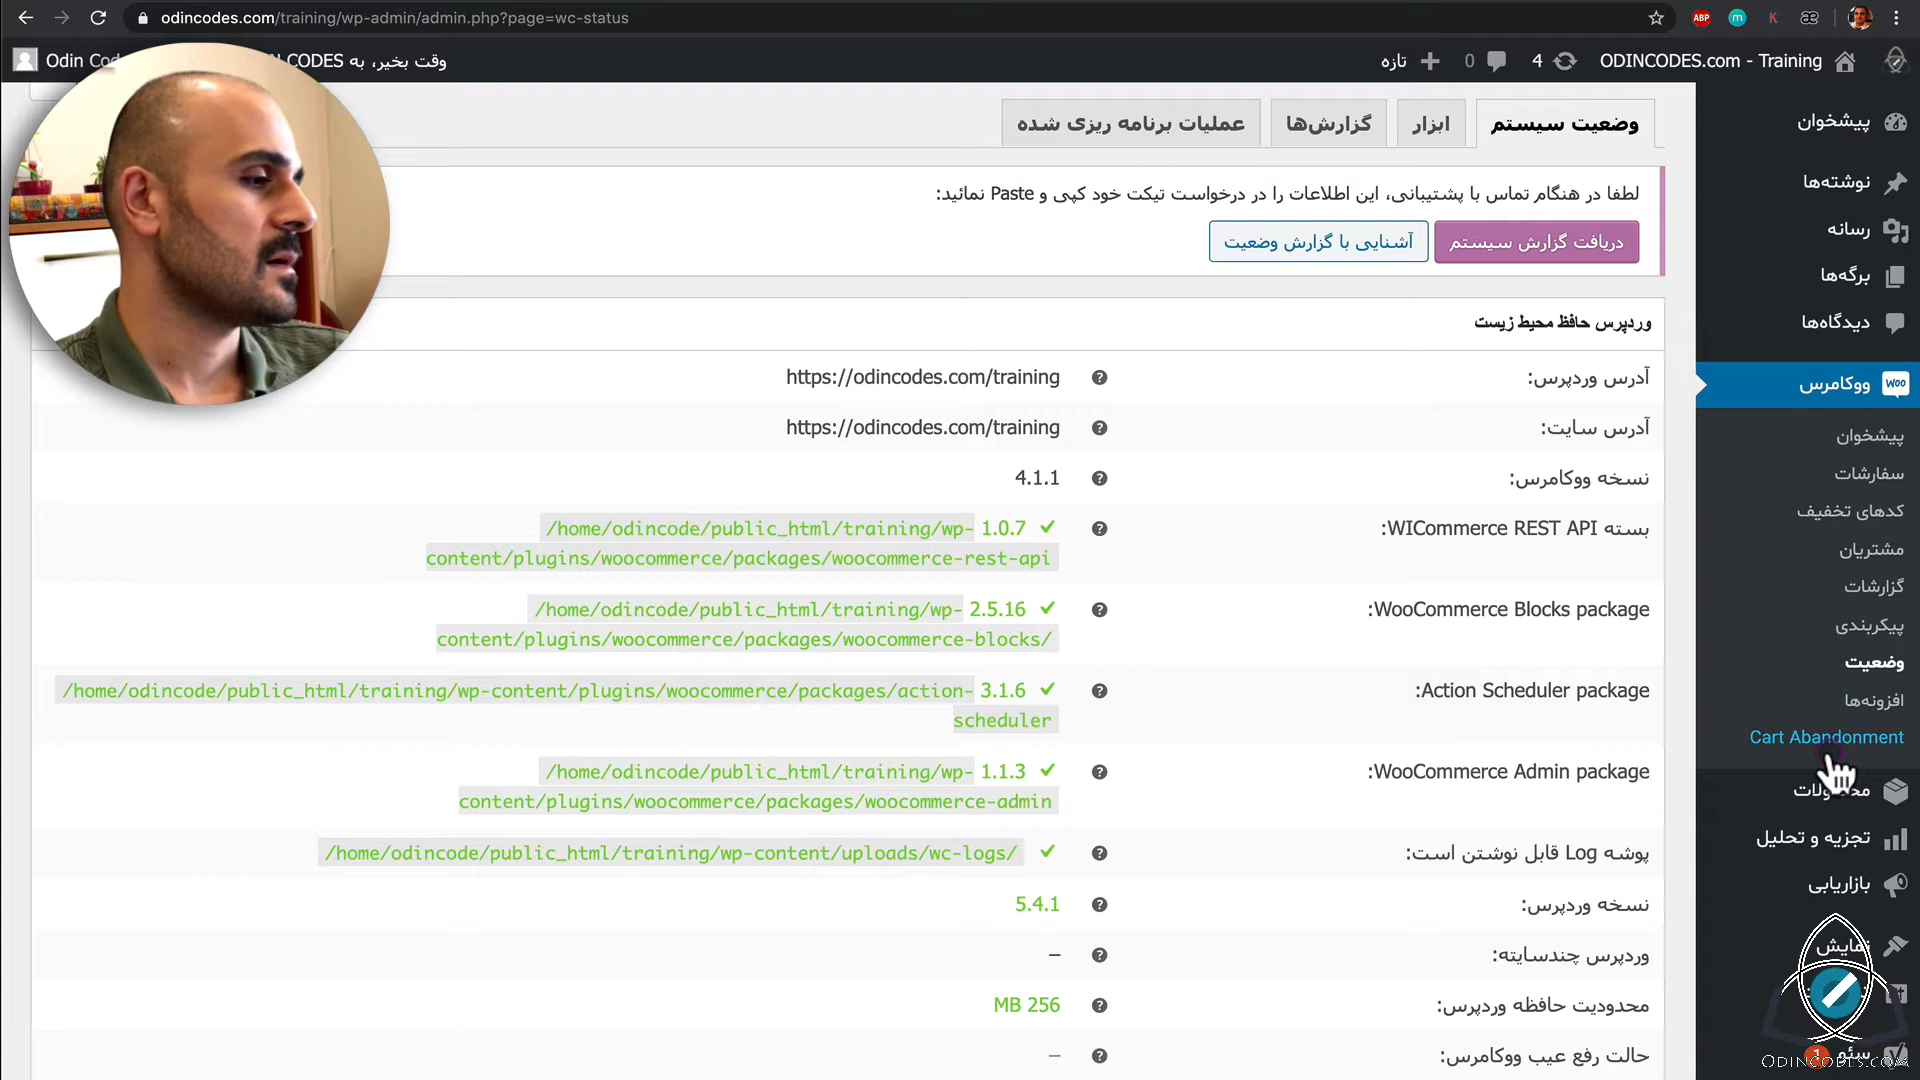 odincodes.com/training/wp-admin/admin.php?page=wc-status
ABP
ODINCODES.com - Training
4
0
تازه
وقت بخیر، به
CODES
وضعیت سیستم
ابزار
گزارش‌ها
عملیات برنامه ریزی شده
لطفا در هنگام تماس با پشتیبانی، این اطلاعات را در درخواست تیکت خود کپی و Paste نمائید:
دریافت گزارش سیستم
آشنایی با گزارش وضعیت
وردپرس حافظ محیط زیست
آدرس وردپرس:
https://odincodes.com/training
آدرس سایت:
https://odincodes.com/training
نسخه ووکامرس:
4.1.1
بسته WICommerce REST API:
1.0.7 /home/odincode/public_html/training/wp-
content/plugins/woocommerce/packages/woocommerce-rest-api
WooCommerce Blocks package:
2.5.16 /home/odincode/public_html/training/wp-
content/plugins/woocommerce/packages/woocommerce-blocks/
Action Scheduler package:
3.1.6 /home/odincode/public_html/training/wp-content/plugins/woocommerce/packages/action-
scheduler
WooCommerce Admin package:
1.1.3 /home/odincode/public_html/training/wp-
content/plugins/woocommerce/packages/woocommerce-admin
پوشه Log قابل نوشتن است:
/home/odincode/public_html/training/wp-content/uploads/wc-logs/
نسخه وردپرس:
5.4.1
وردپرس چندسایته:
–
محدودیت حافظه وردپرس:
256 MB
حالت رفع عیب ووکامرس:
–
پیشخوان
نوشته‌ها
رسانه
برگه‌ها
دیدگاه‌ها
ووکامرس
پیشخوان
سفارشات
کدهای تخفیف
مشتریان
گزارشات
پیکربندی
وضعیت
افزونه‌ها
Cart Abandonment
محصولات
تجزیه و تحلیل
بازاریابی
نمایش
سئو 1
ODINCODES.COM